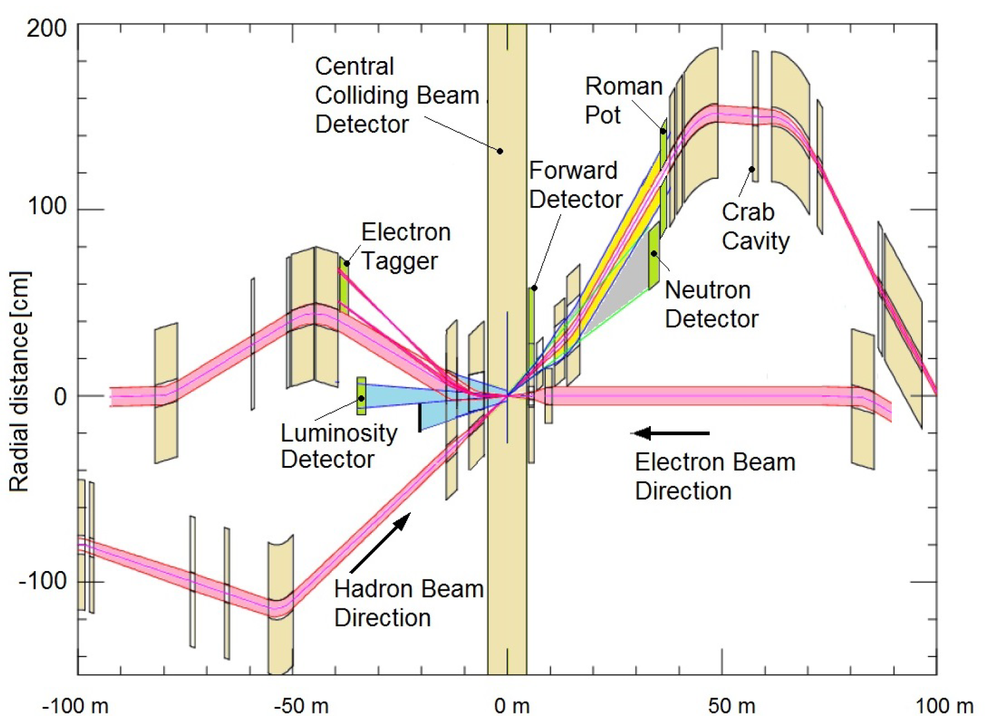 200
Central
Colliding Beam
Detector
Roman
Pot
Forward
Detector
100
Crab
Cavity
Electron
Tagger
Neutron
Detector
Radial distance [cm]
0
Luminosity
Detector
Electron Beam
Direction
-100
Hadron Beam
Direction
-100 m
-50 m
0 m
50 m
100 m